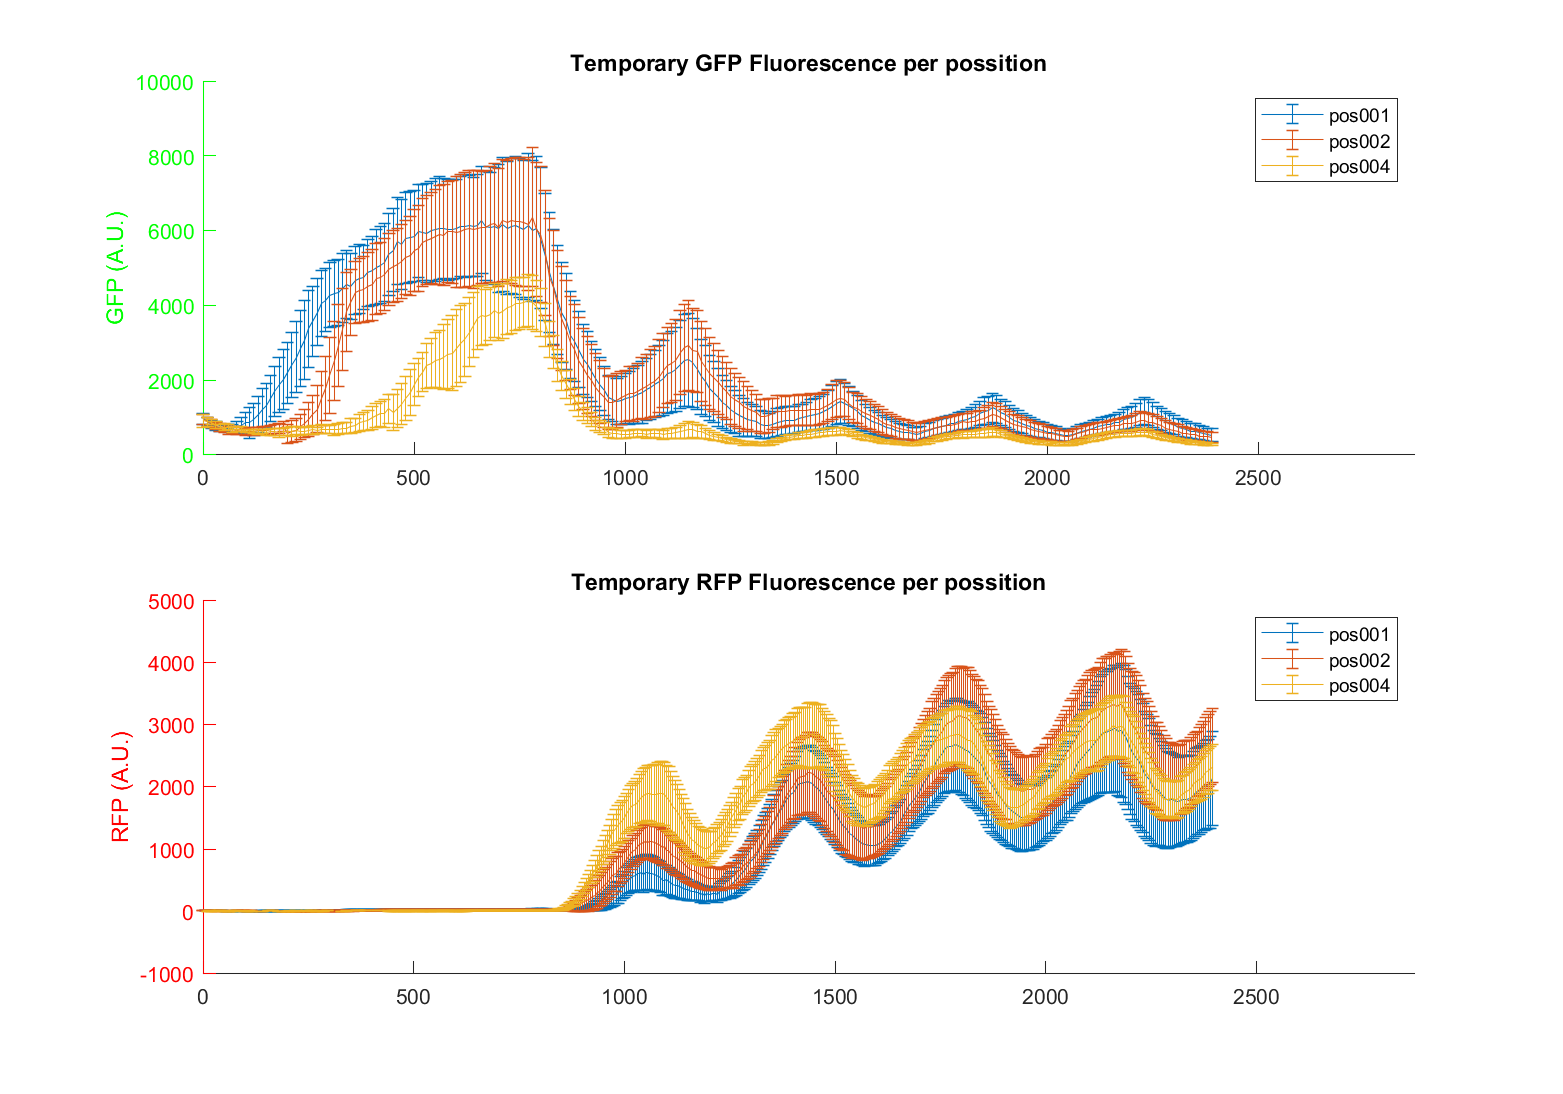 Temporary GFP Fluorescence per possition
10000
8000
6000
4000
2000
0
GFP (A.U.)
0 500 1000 1500 2000 2500
pos001
pos002
pos004
Temporary RFP Fluorescence per possition
5000
4000
3000
2000
1000
0
-1000
RFP (A.U.)
0 500 1000 1500 2000 2500
pos001
pos002
pos004